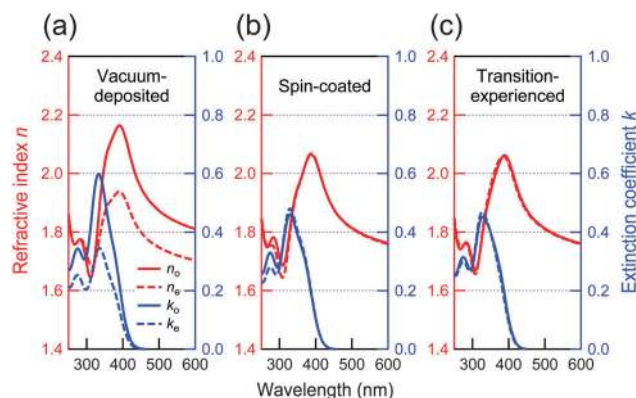 (a) (b) (c)
2.4 1.0 2.4 1.0 2.4 1.0
Vacuum-
deposited
Spin-coated
Transition-
experienced
2.2 0.8 2.2 0.8 2.2 0.8
2.0 0.6 2.0 0.6 2.0 0.6
1.8 0.4 1.8 0.4 1.8 0.4
1.6 0.2 1.6 0.2 1.6 0.2
1.4 0.0 1.4 0.0 1.4 0.0
Refractive index n
Extinction coefficient k
no
ne
ko
ke
300 400 500 600 300 400 500 600 300 400 500 600
Wavelength (nm)